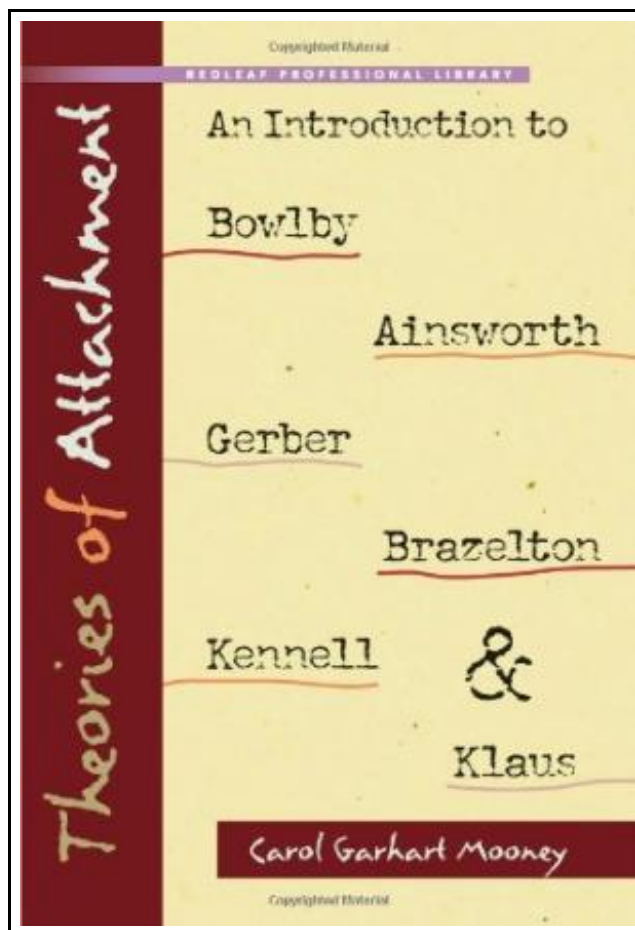 Copyrighted Material
REDLEAF PROFESSIONAL LIBRARY
Theories of Attachment
An Introduction to
Bowlby
Ainsworth
Gerber
Brazelton
Kennell &
Klaus
Carol Garhart Mooney
Copyrighted Material